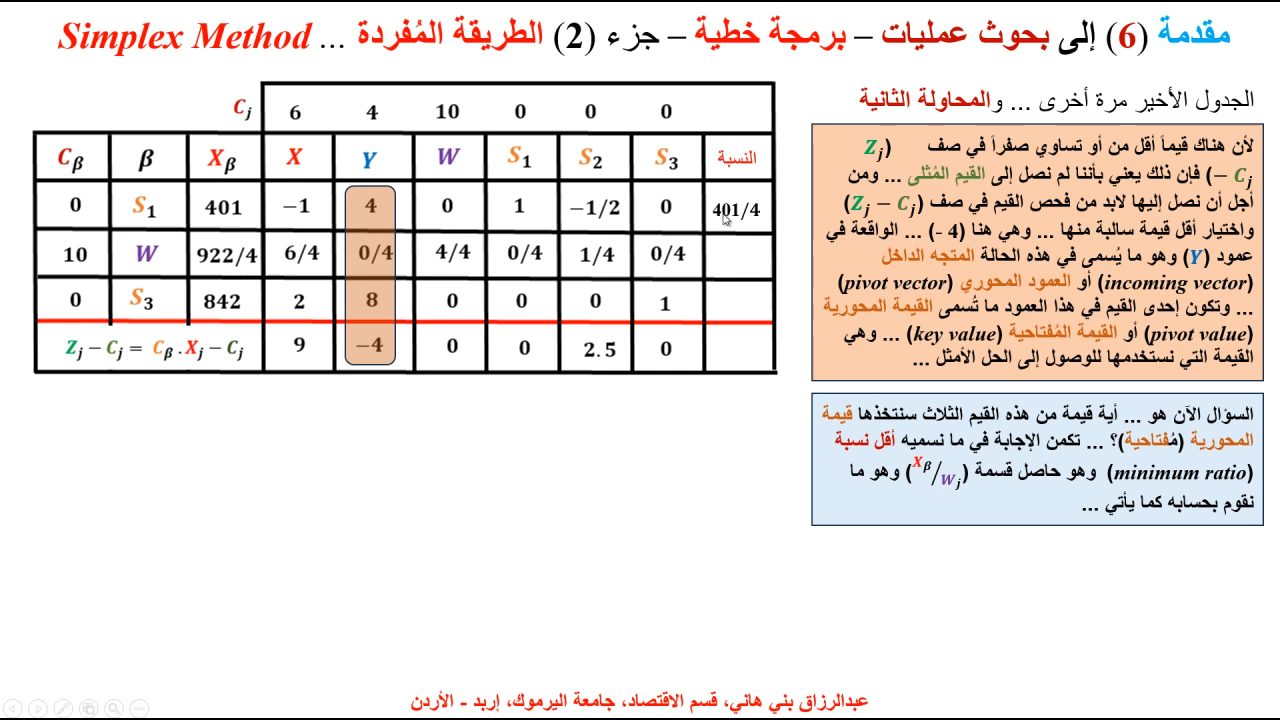 مقدمة (6) إلى بحوث عمليات – برمجة خطية – جزء (2) الطريقة المُفردة ... Simplex Method
الجدول الأخير مرة أخرى ... والمحاولة الثانية
Cj 6 4 10 0 0 0
Cβ β Xβ X Y W S1 S2 S3 النسبة
0 S1 401 −1 4 0 1 −1/2 0 401/4
10 W 922/4 6/4 0/4 4/4 0/4 1/4 0/4
0 S3 842 2 8 0 0 0 1
Zj − Cj = Cβ . Xj − Cj 9 −4 0 0 2.5 0
لأن هناك قيماً أقل من أو تساوي صفراً في صف (Zj
− Cj) فإن ذلك يعني بأننا لم نصل إلى القيم المُثلى ... ومن
أجل أن نصل إليها لابد من فحص القيم في صف (Zj − Cj)
واختيار أقل قيمة سالبة منها ... وهي هنا (4 -) ... الواقعة في
عمود (Y) وهو ما يُسمى في هذه الحالة المتجه الداخل
(incoming vector) أو العمود المحوري (pivot vector)
... وتكون إحدى القيم في هذا العمود ما تُسمى القيمة المحورية
(pivot value) أو القيمة المُفتاحية (key value) ... وهي
القيمة التي نستخدمها للوصول إلى الحل الأمثل ...
السؤال الآن هو ... أية قيمة من هذه القيم الثلاث سنتخذها قيمة
المحورية (مُفتاحية)؟ ... تكمن الإجابة في ما نسميه أقل نسبة
(minimum ratio) وهو حاصل قسمة (Xβ/Wj) وهو ما
نقوم بحسابه كما يأتي ...
عبدالرزاق بني هاني، قسم الاقتصاد، جامعة اليرموك، إربد - الأردن